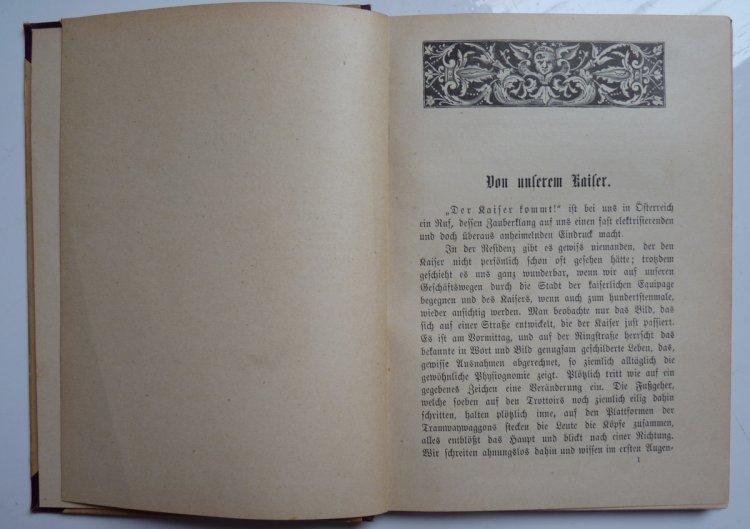 Von unserem Kaiser.
„Der Kaiser kommt!“ ist bei uns in Österreich
ein Ruf, dessen Zauberklang auf uns einen fast elektrisierenden
und doch überaus anheimelnden Eindruck macht
In der Residenz gibt es gewiss niemanden, der den
Kaiser nicht persönlich schon oft gesehen hätte; trotzdem
geschieht es uns ganz wunderbar, wenn wir auf unseren
Geschäftswegen durch die Stadt der kaiserlichen Equipage
begegnen und des Kaisers, wenn auch zum hundertstenmale,
wieder ansichtig werden. Man beobachte nur das Bild, das
sich auf einer Straße entwickelt, die der Kaiser just passiert.
Es ist am Vormittag, und auf der Ringstraße herrscht das
bekannte in Wort und Bild genugsam geschilderte Leben, das,
gewisse Ausnahmen abgerechnet, so ziemlich alltäglich die
gewöhnliche Physiognomie zeigt. Plötzlich tritt wie auf ein
gegebenes Zeichen eine Veränderung ein. Die Fußgeher,
welche soeben auf den Trottoirs noch ziemlich eilig dahin
schritten, halten plötzlich inne, auf den Plattformen der
Tramwaywaggons stecken die Leute die Köpfe zusammen,
alles entblößt das Haupt und blickt nach einer Richtung.
Wir schreiten ahnungslos dahin und wissen im ersten Augen-
1